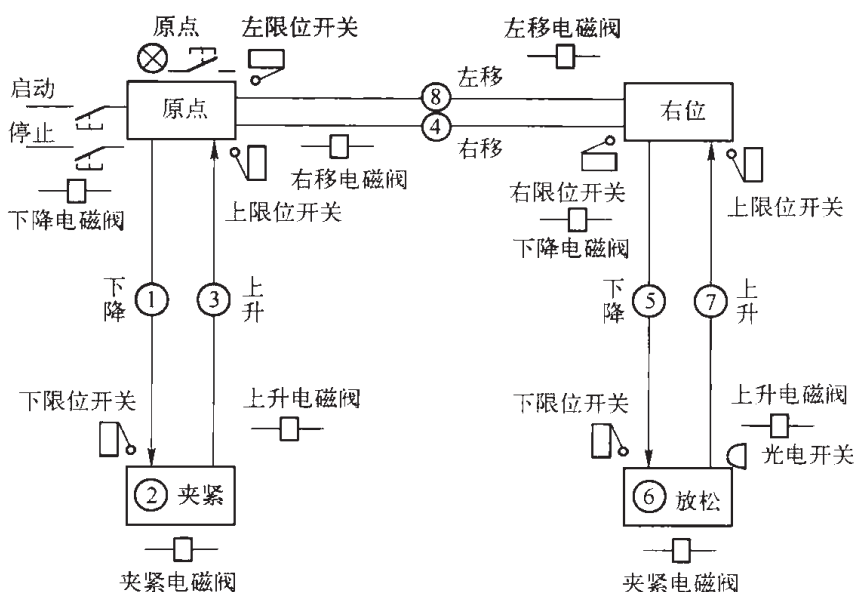 原点
左限位开关
左移电磁阀
启动
原点
⑧
左移
右位
停止
④
右移
右移电磁阀
下降电磁阀
上限位开关
右限位开关
下降电磁阀
上限位开关
下降
①
③
上升
下降
⑤
⑦
上升
下限位开关
上升电磁阀
下限位开关
上升电磁阀
光电开关
② 夹紧
⑥ 放松
夹紧电磁阀
夹紧电磁阀